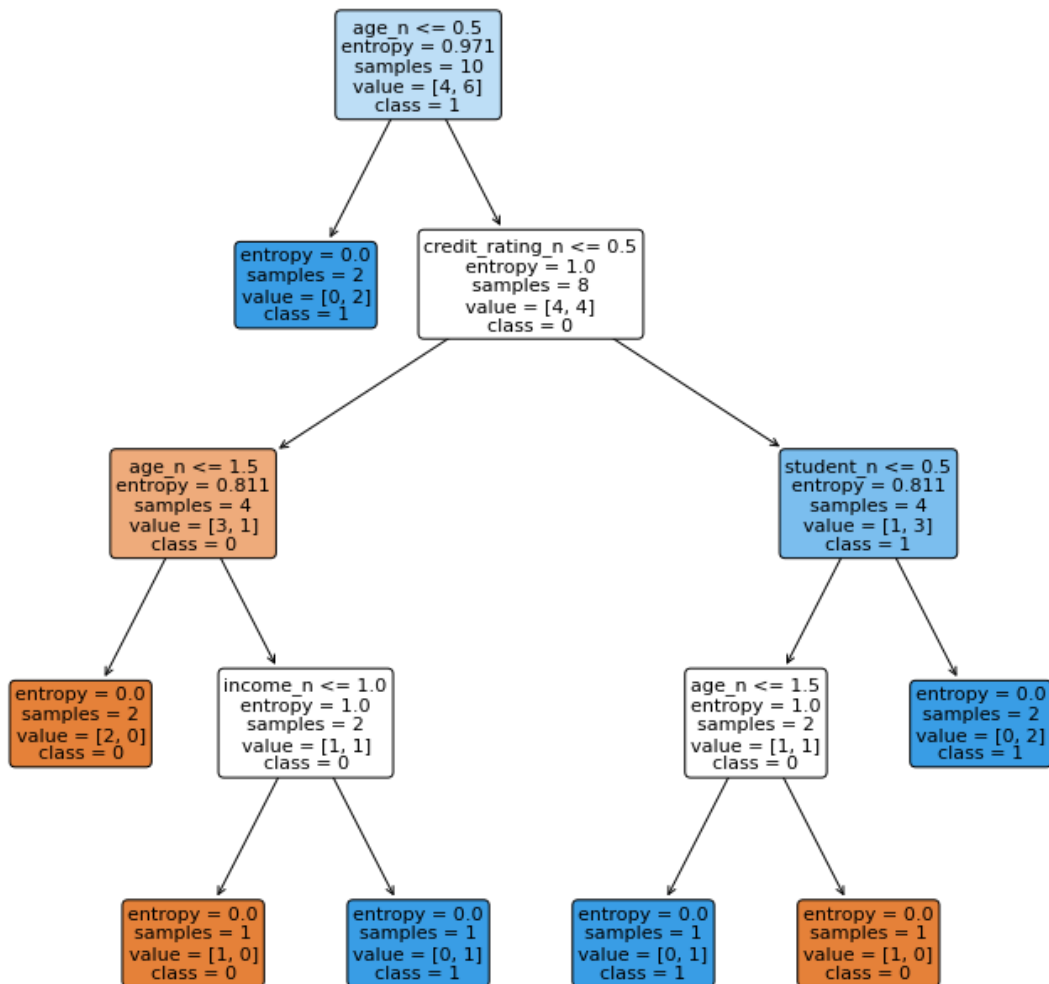 age_n <= 0.5
entropy = 0.971
samples = 10
value = [4, 6]
class = 1
entropy = 0.0
samples = 2
value = [0, 2]
class = 1
credit_rating_n <= 0.5
entropy = 1.0
samples = 8
value = [4, 4]
class = 0
age_n <= 1.5
entropy = 0.811
samples = 4
value = [3, 1]
class = 0
student_n <= 0.5
entropy = 0.811
samples = 4
value = [1, 3]
class = 1
entropy = 0.0
samples = 2
value = [2, 0]
class = 0
income_n <= 1.0
entropy = 1.0
samples = 2
value = [1, 1]
class = 0
age_n <= 1.5
entropy = 1.0
samples = 2
value = [1, 1]
class = 0
entropy = 0.0
samples = 2
value = [0, 2]
class = 1
entropy = 0.0
samples = 1
value = [1, 0]
class = 0
entropy = 0.0
samples = 1
value = [0, 1]
class = 1
entropy = 0.0
samples = 1
value = [0, 1]
class = 1
entropy = 0.0
samples = 1
value = [1, 0]
class = 0